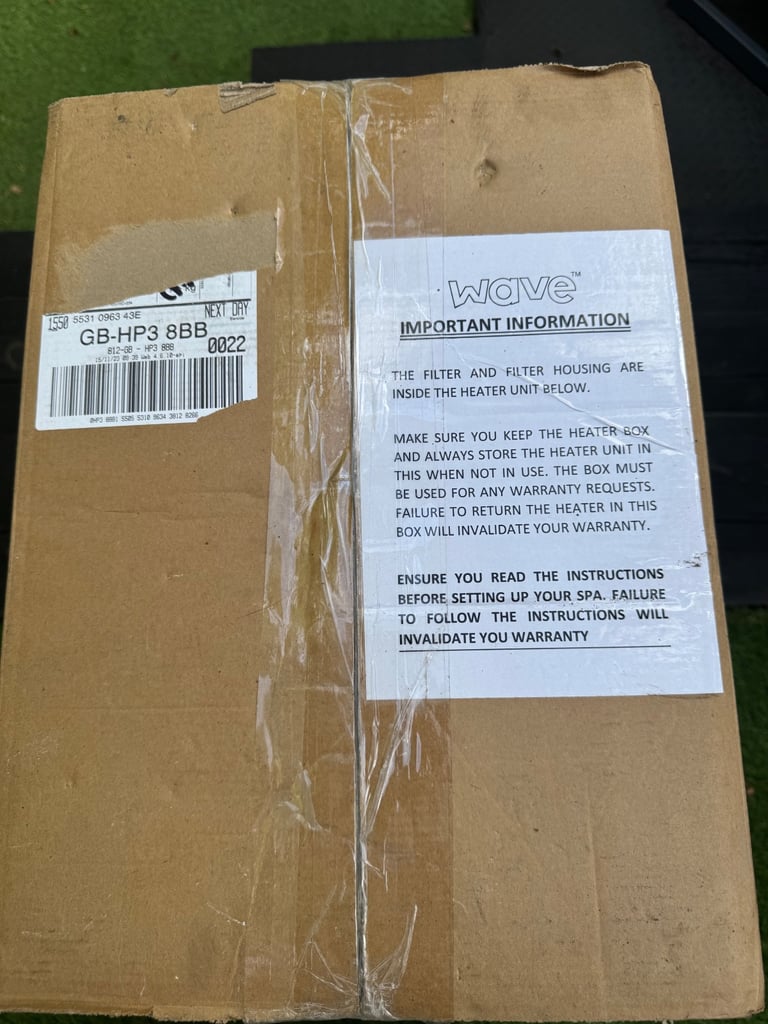 1550 5531 0963 43E
NEXT DAY
GB-HP3 8BB
812-GB - HP3 8BB
0022
wave™
IMPORTANT INFORMATION
THE FILTER AND FILTER HOUSING ARE
INSIDE THE HEATER UNIT BELOW.
MAKE SURE YOU KEEP THE HEATER BOX
AND ALWAYS STORE THE HEATER UNIT IN
THIS WHEN NOT IN USE. THE BOX MUST
BE USED FOR ANY WARRANTY REQUESTS.
FAILURE TO RETURN THE HEATER IN THIS
BOX WILL INVALIDATE YOUR WARRANTY.
ENSURE YOU READ THE INSTRUCTIONS
BEFORE SETTING UP YOUR SPA. FAILURE
TO FOLLOW THE INSTRUCTIONS WILL
INVALIDATE YOU WARRANTY